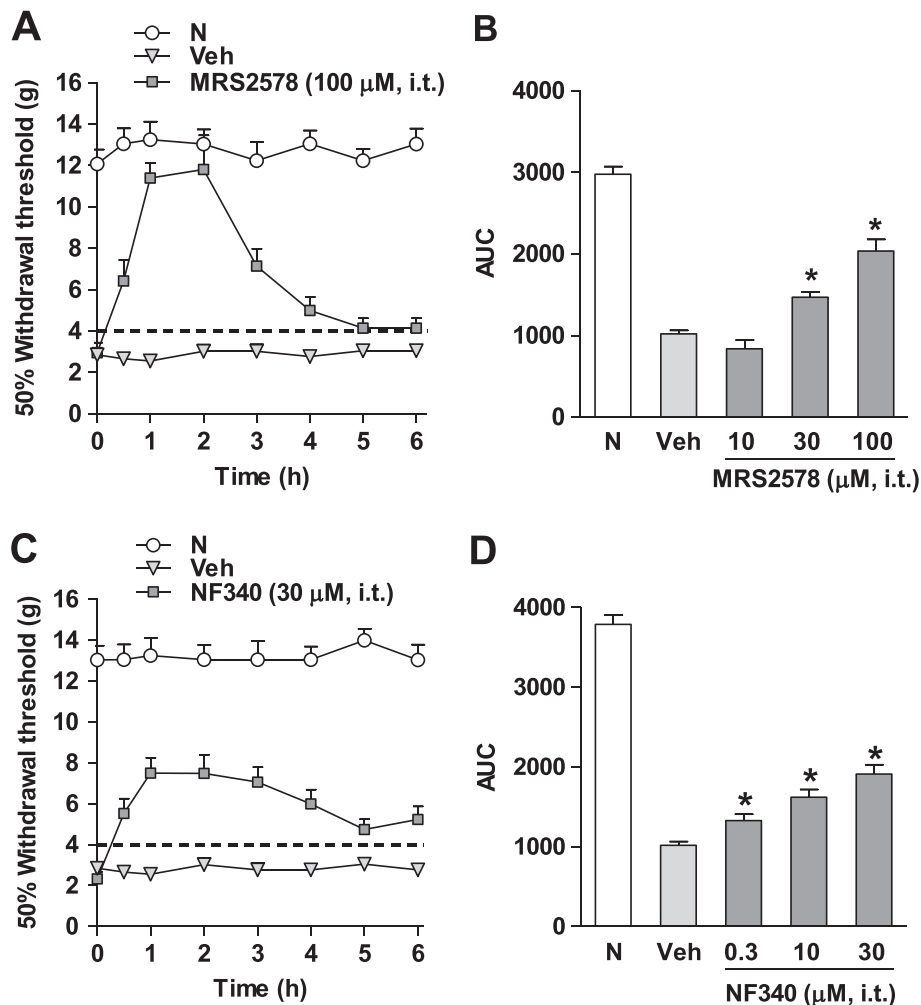 A
N
Veh
MRS2578 (100 μM, i.t.)
50% Withdrawal threshold (g)
16
14
12
10
8
6
4
2
0
0 1 2 3 4 5 6
Time (h)
B
AUC
4000
3000
2000
1000
0
* *
N Veh 10 30 100
MRS2578 (μM, i.t.)
C
N
Veh
NF340 (30 μM, i.t.)
50% Withdrawal threshold (g)
16
14
12
10
8
6
4
2
0
0 1 2 3 4 5 6
Time (h)
D
AUC
4000
3000
2000
1000
0
* * *
N Veh 0.3 10 30
NF340 (μM, i.t.)